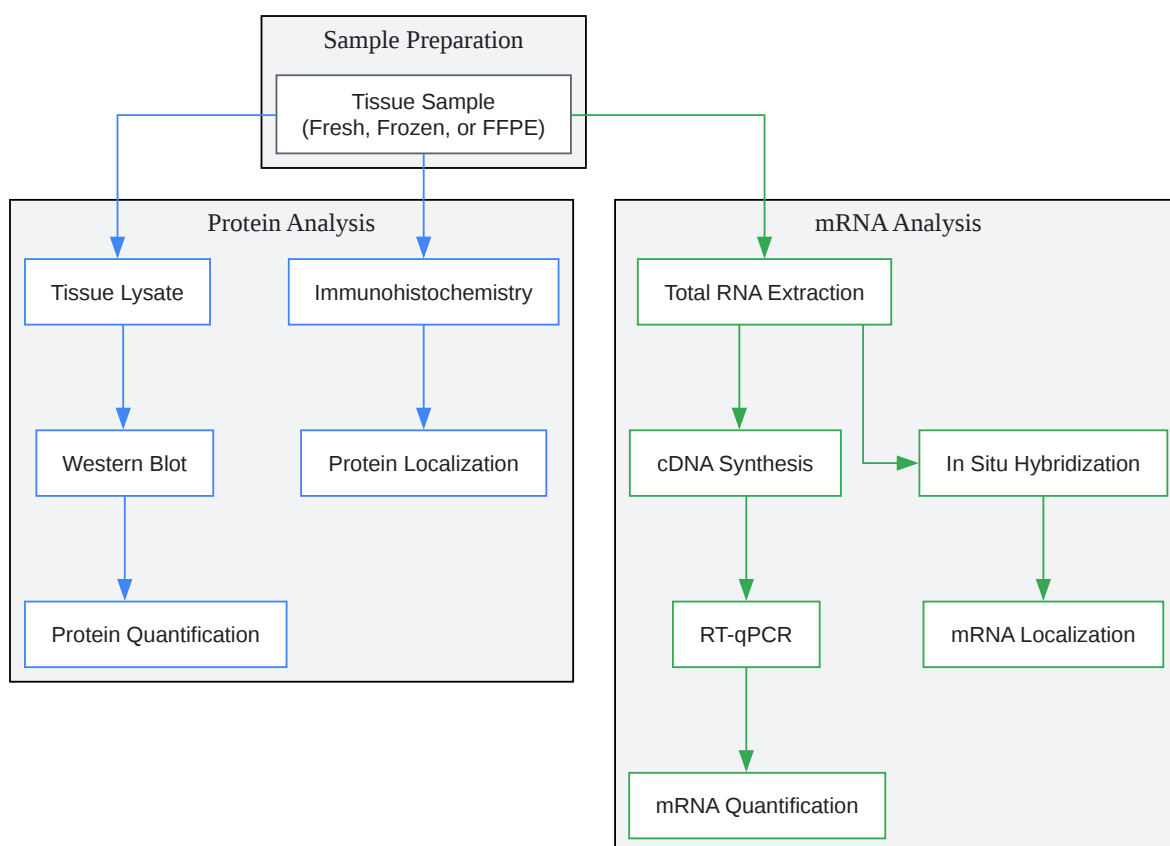 Sample Preparation
Tissue Sample
(Fresh, Frozen, or FFPE)
Protein Analysis
Tissue Lysate
Immunohistochemistry
Western Blot
Protein Localization
Protein Quantification
mRNA Analysis
Total RNA Extraction
cDNA Synthesis
In Situ Hybridization
RT-qPCR
mRNA Localization
mRNA Quantification